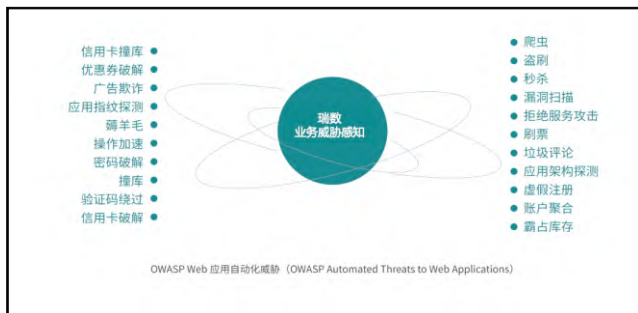 信用卡撞库
优惠券破解
广告欺诈
应用指纹探测
薅羊毛
操作加速
密码破解
撞库
验证码绕过
信用卡破解
瑞数
业务威胁感知
爬虫
盗刷
秒杀
漏洞扫描
拒绝服务攻击
刷票
垃圾评论
应用架构探测
虚假注册
账户聚合
霸占库存
OWASP Web 应用自动化威胁（OWASP Automated Threats to Web Applications）